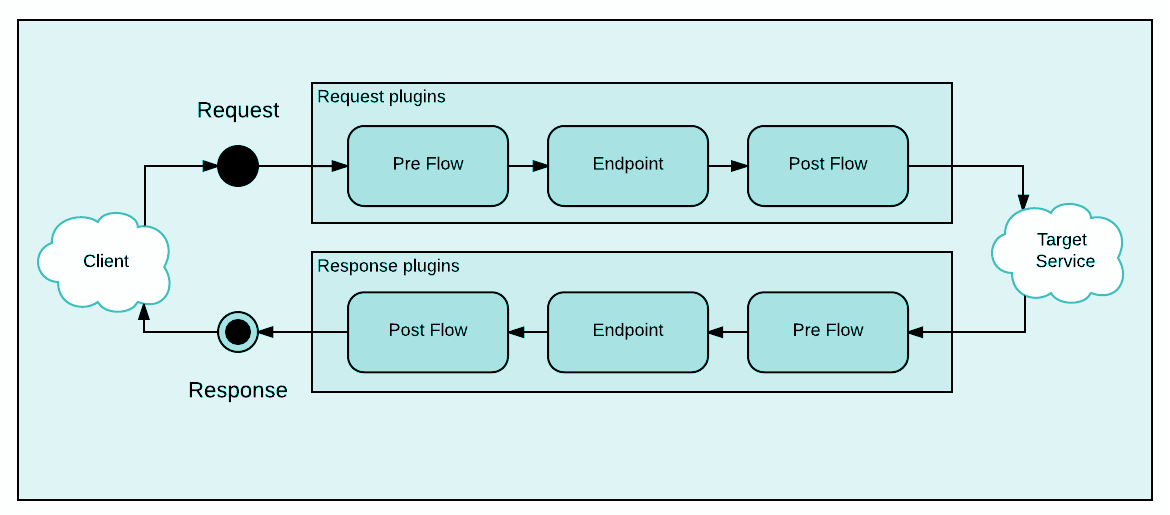 Request
Request plugins
Pre Flow
Endpoint
Post Flow
Client
Target
Service
Response plugins
Post Flow
Endpoint
Pre Flow
Response